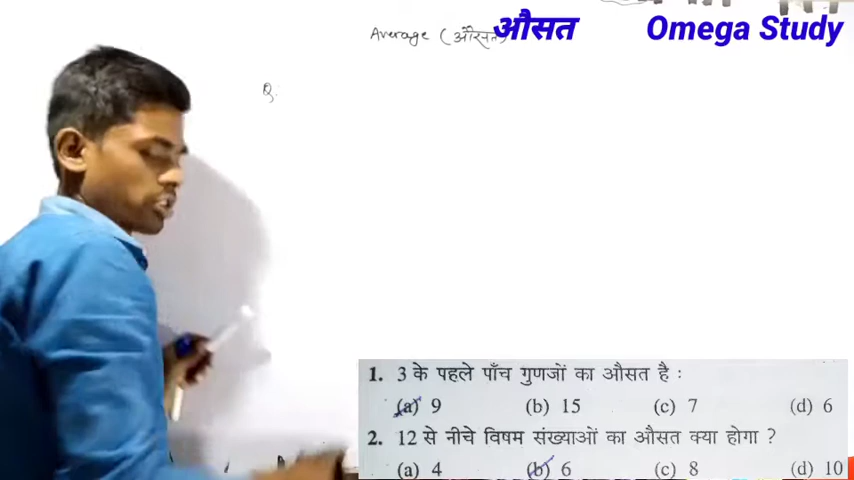 Average (औसत)
औसत
Omega Study
Q.
1. 3 के पहले पाँच गुणजों का औसत है :
(a) 9 (b) 15 (c) 7 (d) 6
2. 12 से नीचे विषम संख्याओं का औसत क्या होगा ?
(a) 4 (b) 6 (c) 8 (d) 10